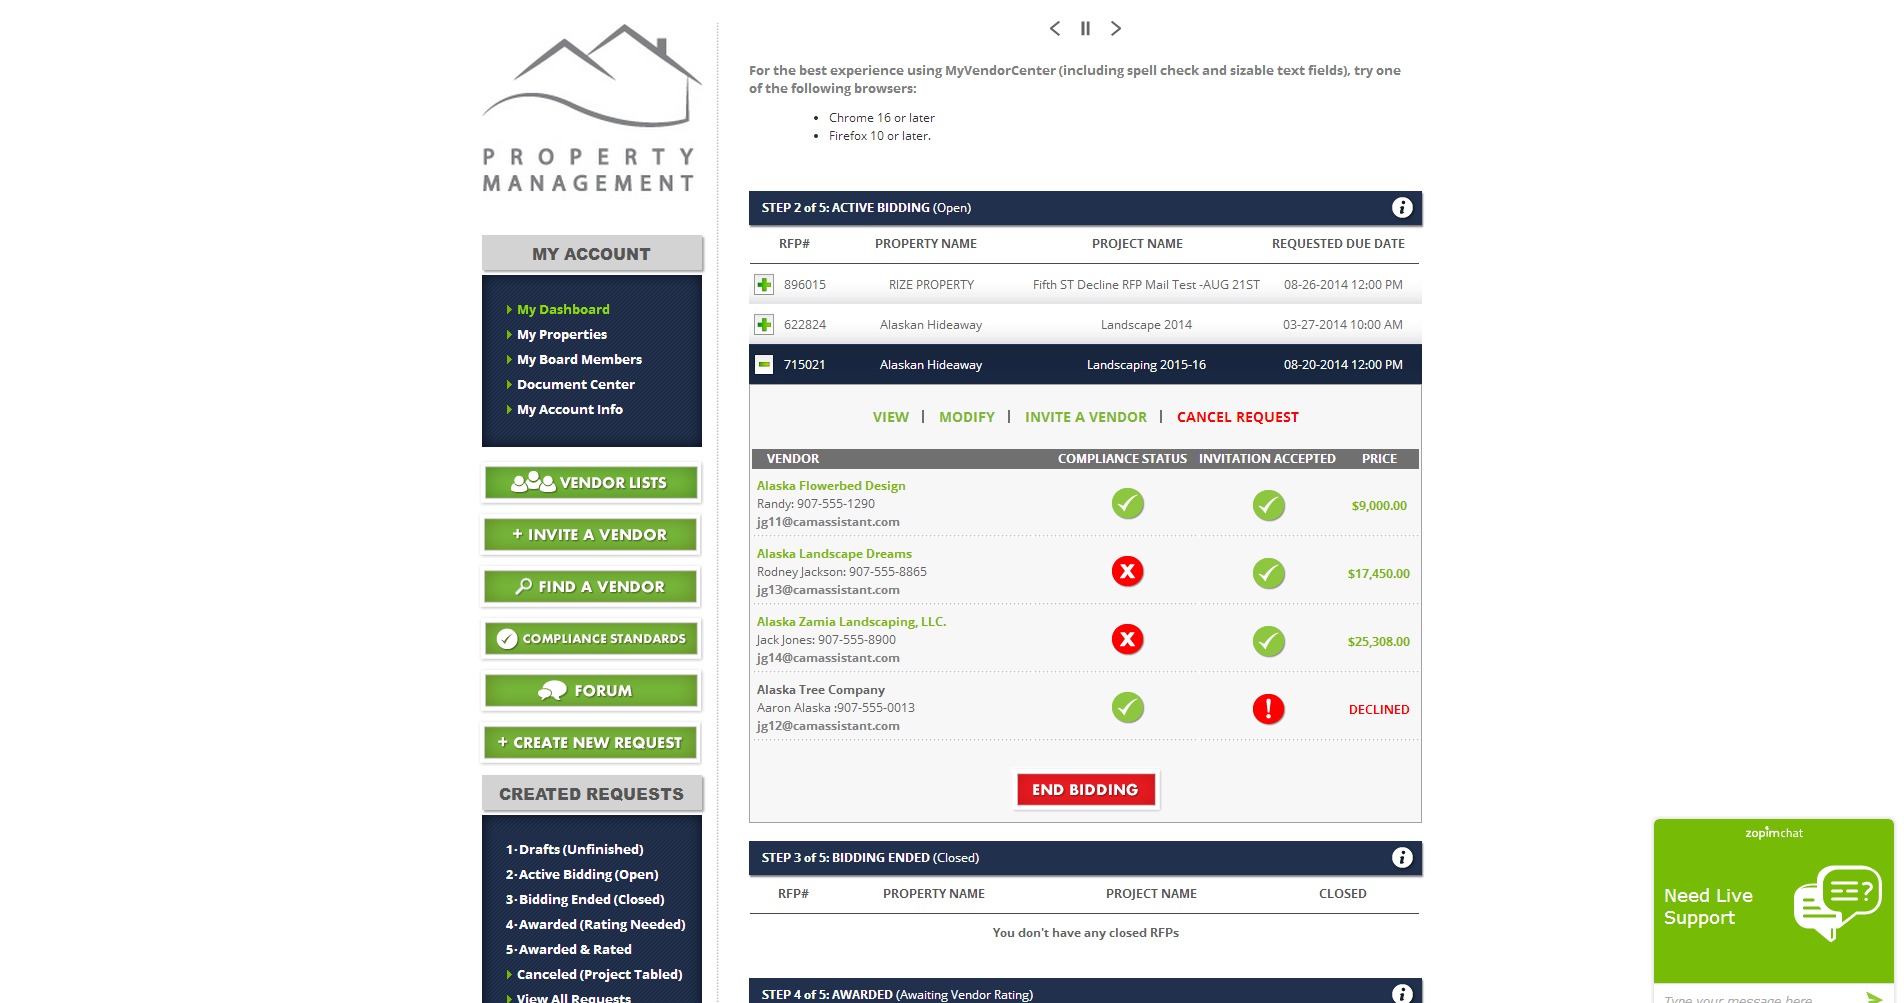 PROPERTY
MANAGEMENT
MY ACCOUNT
My Dashboard
My Properties
My Board Members
Document Center
My Account Info
VENDOR LISTS
+ INVITE A VENDOR
FIND A VENDOR
COMPLIANCE STANDARDS
FORUM
+ CREATE NEW REQUEST
CREATED REQUESTS
1·Drafts (Unfinished)
2·Active Bidding (Open)
3·Bidding Ended (Closed)
4·Awarded (Rating Needed)
5·Awarded & Rated
Canceled (Project Tabled)
View All Requests
For the best experience using MyVendorCenter (including spell check and sizable text fields), try one
of the following browsers:
• Chrome 16 or later
• Firefox 10 or later.
STEP 2 of 5: ACTIVE BIDDING (Open)
RFP# PROPERTY NAME PROJECT NAME REQUESTED DUE DATE
896015 RIZE PROPERTY Fifth ST Decline RFP Mail Test -AUG 21ST 08-26-2014 12:00 PM
622824 Alaskan Hideaway Landscape 2014 03-27-2014 10:00 AM
715021 Alaskan Hideaway Landscaping 2015-16 08-20-2014 12:00 PM
VIEW | MODIFY | INVITE A VENDOR | CANCEL REQUEST
VENDOR COMPLIANCE STATUS INVITATION ACCEPTED PRICE
Alaska Flowerbed Design
Randy: 907-555-1290 $9,000.00
jg11@camassistant.com
Alaska Landscape Dreams
Rodney Jackson: 907-555-8865 $17,450.00
jg13@camassistant.com
Alaska Zamia Landscaping, LLC.
Jack Jones: 907-555-8900 $25,308.00
jg14@camassistant.com
Alaska Tree Company
Aaron Alaska :907-555-0013 DECLINED
jg12@camassistant.com
END BIDDING
STEP 3 of 5: BIDDING ENDED (Closed)
RFP# PROPERTY NAME PROJECT NAME CLOSED
You don't have any closed RFPs
STEP 4 of 5: AWARDED (Awaiting Vendor Rating)
zopimchat
Need Live
Support
Type your message here